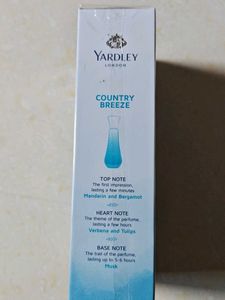 YARDLEY
LONDON
COUNTRY
BREEZE
TOP NOTE
The first impression,
lasting a few minutes
Mandarin and Bergamot
HEART NOTE
The theme of the perfume,
lasting a few hours
Verbena and Tulips
BASE NOTE
The trail of the perfume,
lasting up to 5-6 hours
Musk